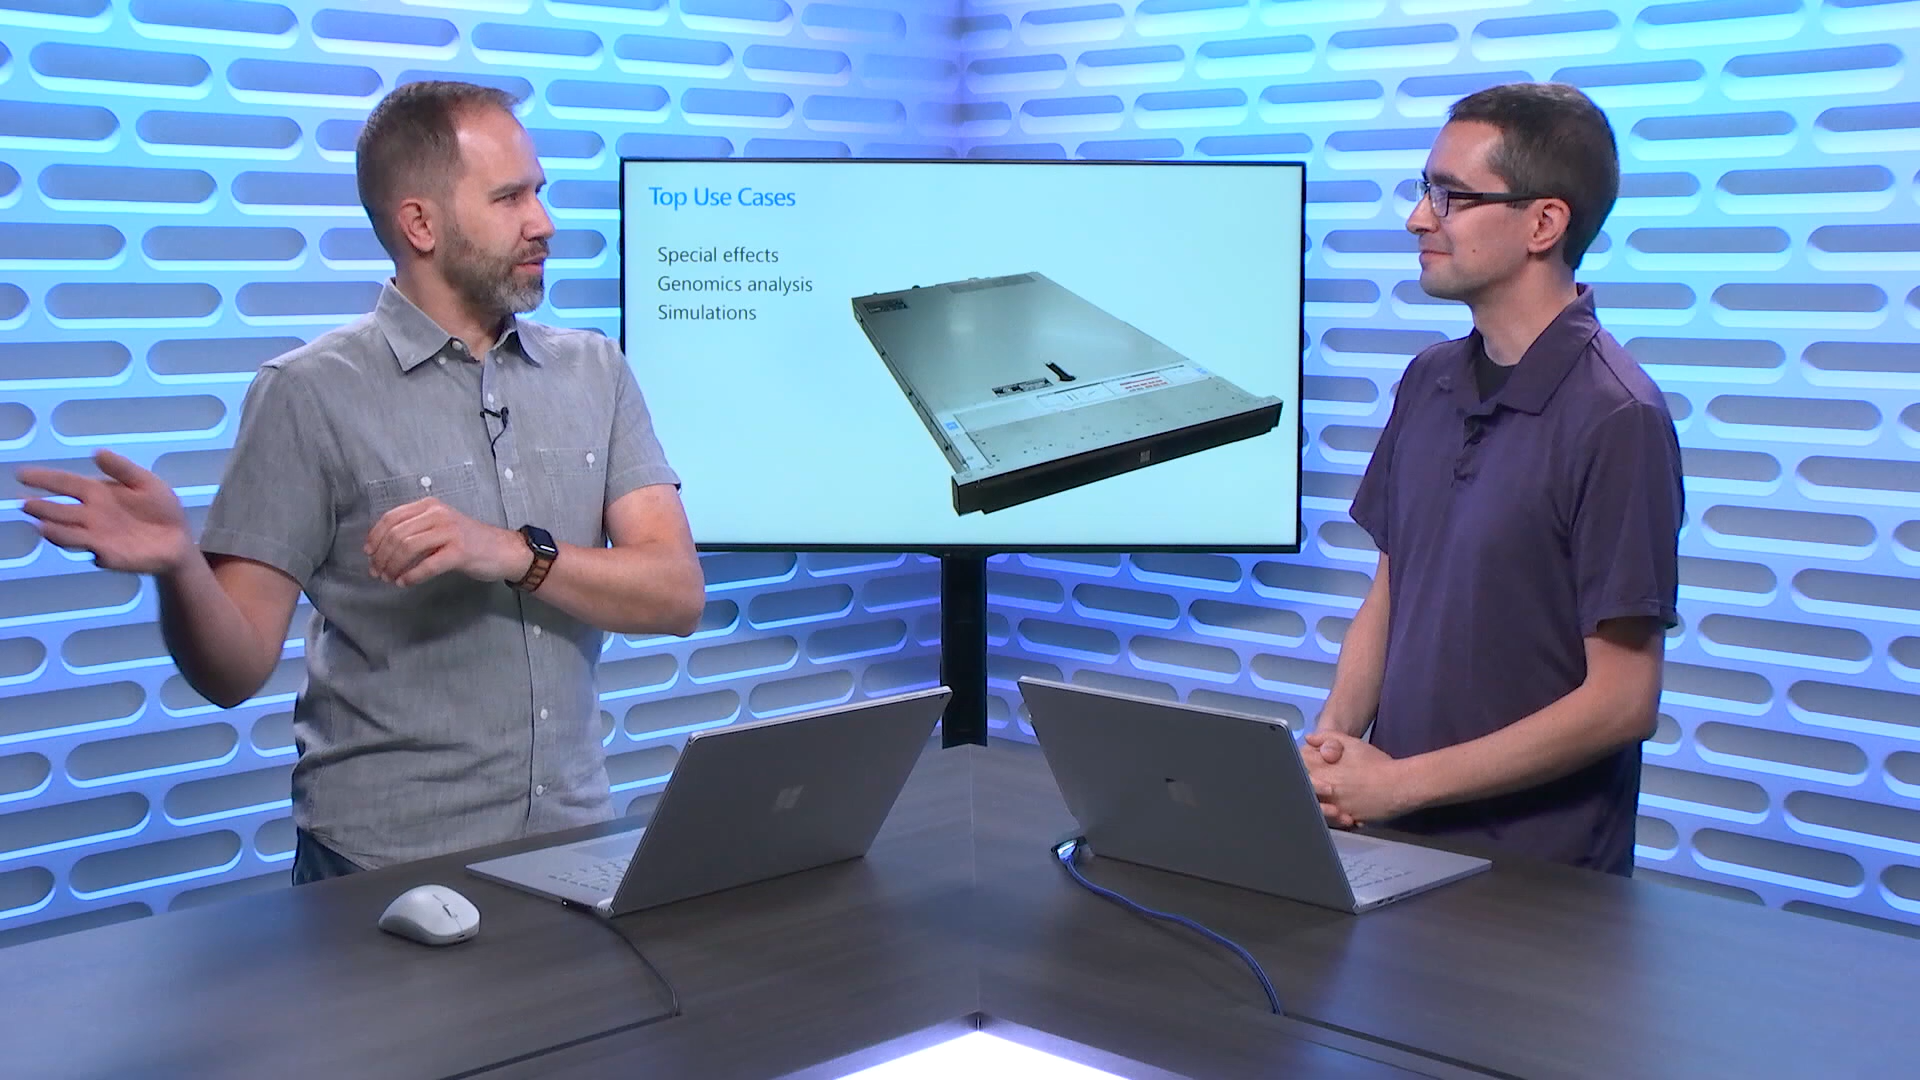 Top Use Cases
Special effects
Genomics analysis
Simulations